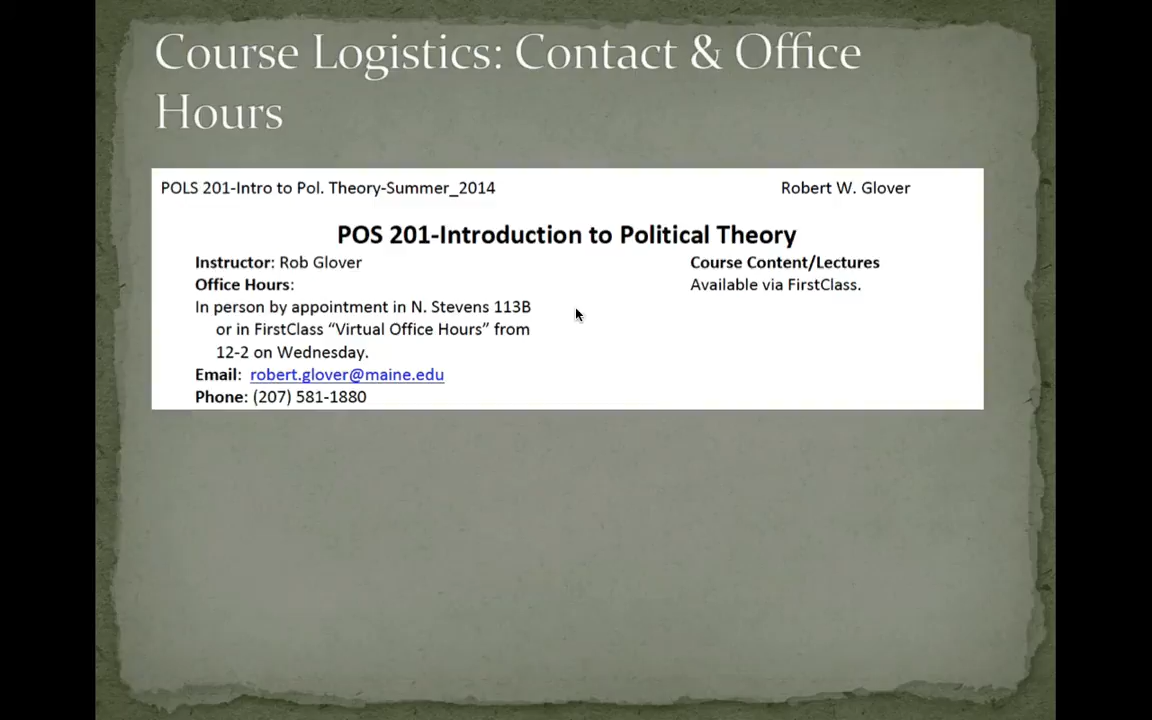 Course Logistics: Contact & Office
Hours
POLS 201-Intro to Pol. Theory-Summer_2014
Robert W. Glover
POS 201-Introduction to Political Theory
Instructor: Rob Glover
Office Hours:
In person by appointment in N. Stevens 113B
or in FirstClass “Virtual Office Hours” from
12-2 on Wednesday.
Email: robert.glover@maine.edu
Phone: (207) 581-1880
Course Content/Lectures
Available via FirstClass.